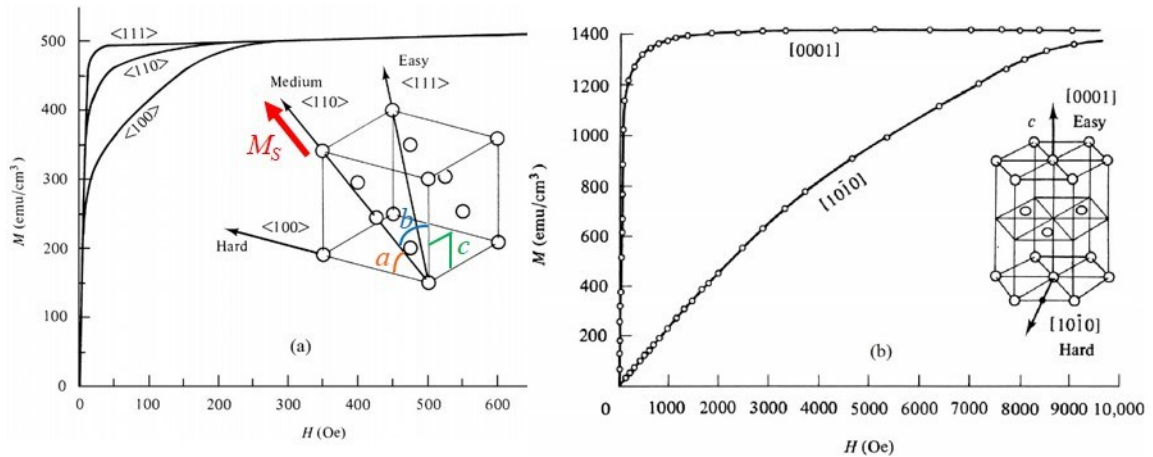 <111>
<110>
<100>
500
400
300
200
100
0
M (emu/cm³)
0 100 200 300 400 500 600
H (Oe)
Medium
<110>
Easy
<111>
M_S
<100>
Hard
a
b
c
(a)
1400
1200
1000
800
600
400
200
0 1000 2000 3000 4000 5000 6000 7000 8000 9000 10,000
M (emu/cm³)
H (Oe)
[0001]
[101̄0]
(b)
[0001]
c Easy
[101̄0]
Hard